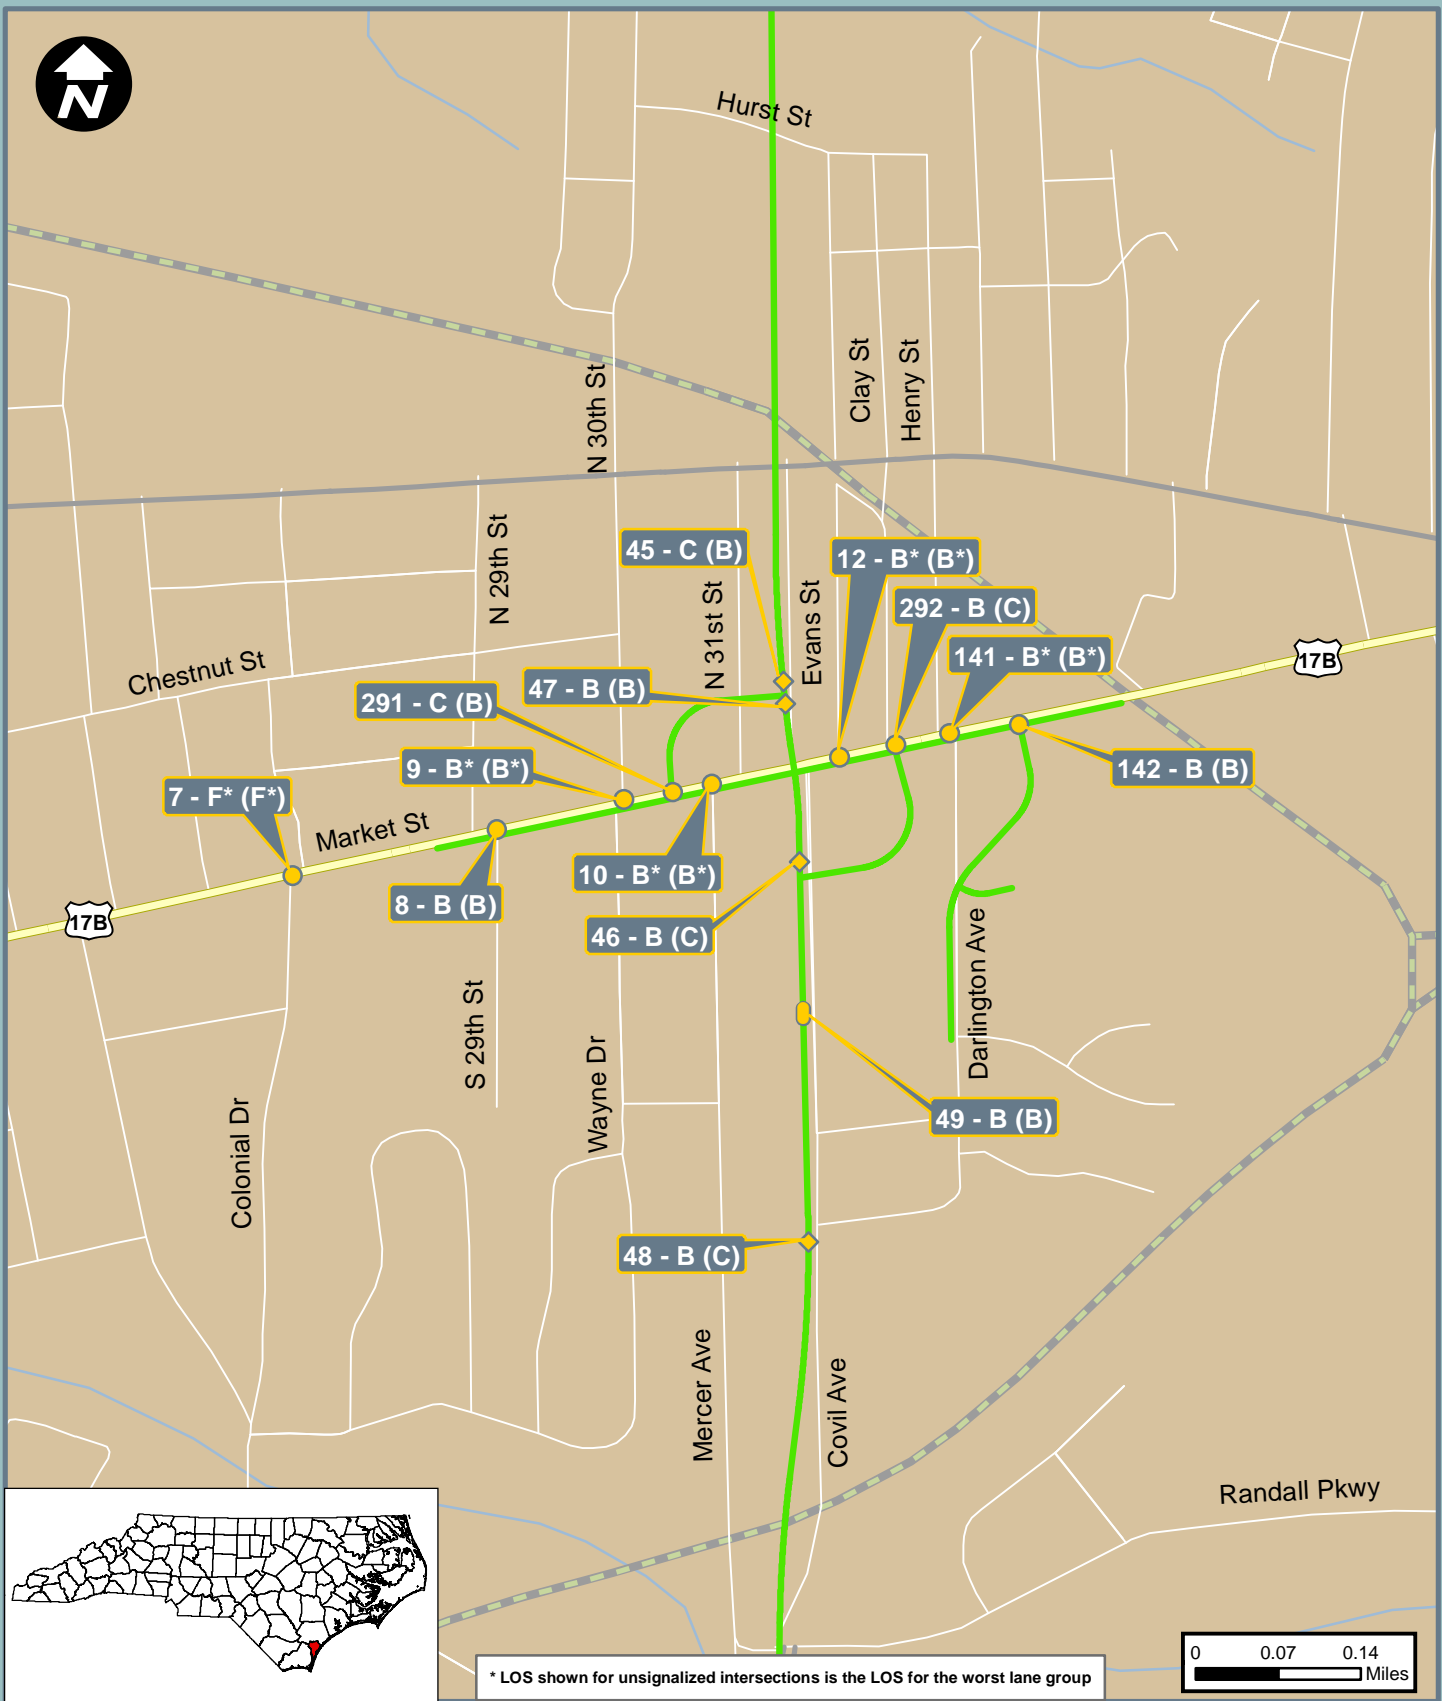 N
Hurst St
Clay St
Henry St
N 30th St
N 29th St
45 - C (B)
12 - B* (B*)
N 31st St
Evans St
292 - B (C)
141 - B* (B*)
17B
Chestnut St
47 - B (B)
291 - C (B)
9 - B* (B*)
142 - B (B)
7 - F* (F*)
Market St
10 - B* (B*)
8 - B (B)
17B
46 - B (C)
Darlington Ave
S 29th St
Wayne Dr
49 - B (B)
Colonial Dr
48 - B (C)
Mercer Ave
Covil Ave
Randall Pkwy
0 0.07 0.14
Miles
* LOS shown for unsignalized intersections is the LOS for the worst lane group